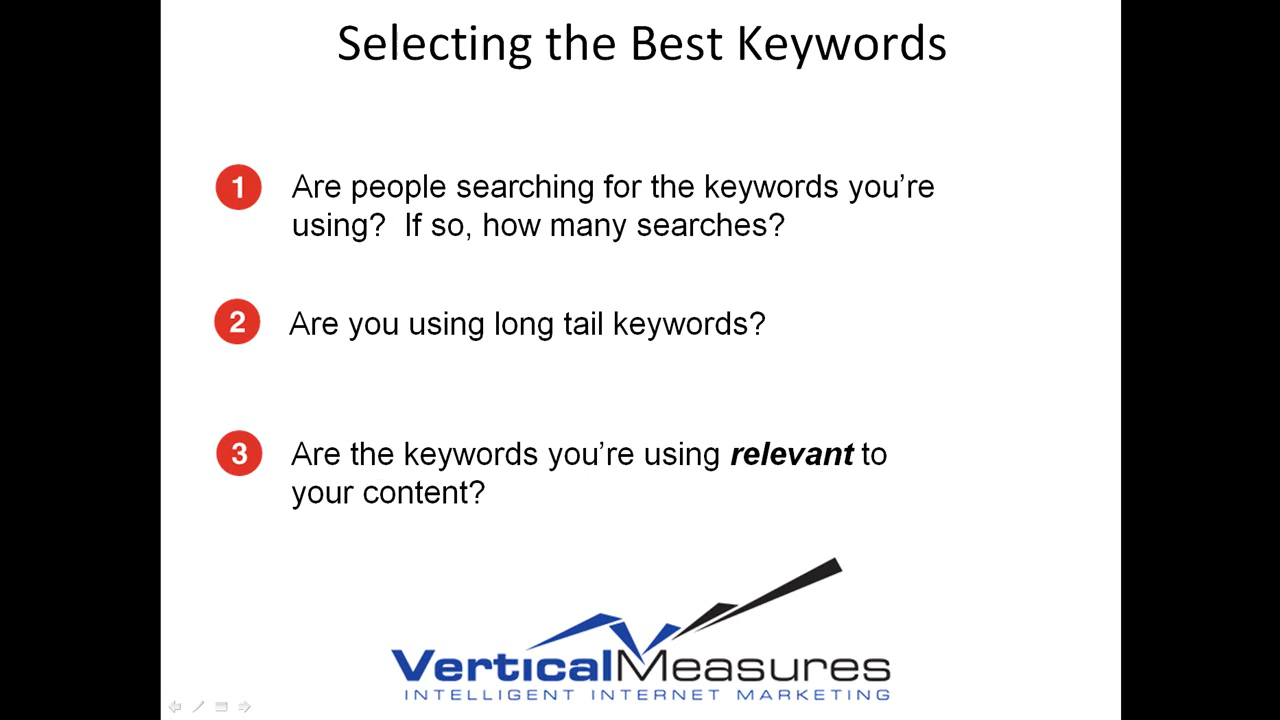 Selecting the Best Keywords
1 Are people searching for the keywords you’re
using?  If so, how many searches?
2 Are you using long tail keywords?
3 Are the keywords you’re using relevant to
your content?
VerticalMeasures
INTELLIGENT INTERNET MARKETING